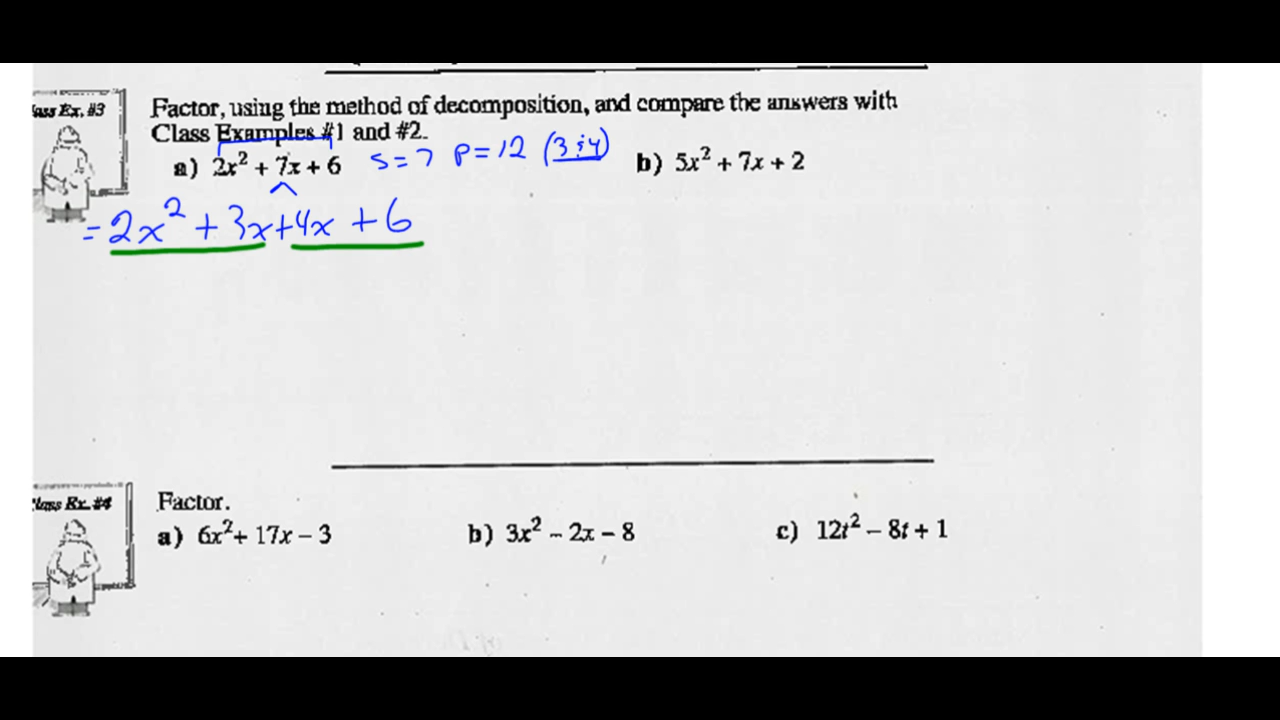 Class Ex. #3
Factor, using the method of decomposition, and compare the answers with
Class Examples #1 and #2.
a) 2x² + 7x + 6 S = 7 P = 12 (3 & 4) b) 5x² + 7x + 2
= 2x² + 3x + 4x + 6
Class Ex. #4
Factor.
a) 6x² + 17x – 3 b) 3x² – 2x – 8 c) 12t² – 8t + 1